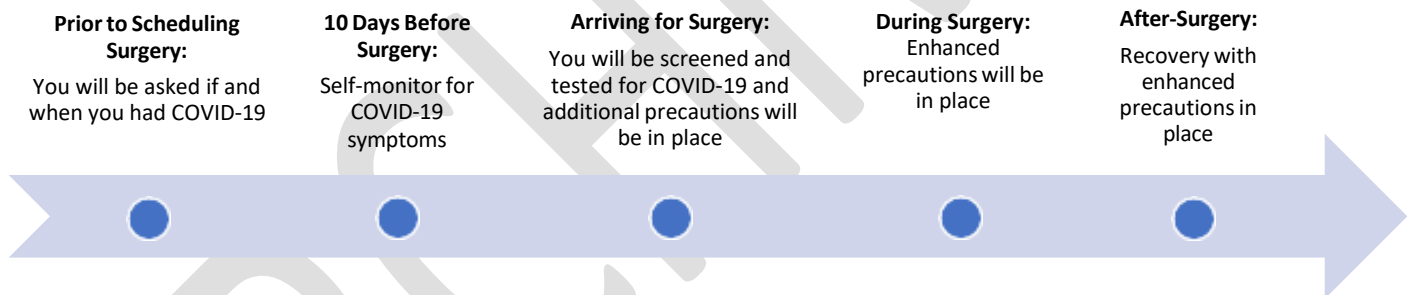 Prior to Scheduling
Surgery:
You will be asked if and
when you had COVID-19
10 Days Before
Surgery:
Self-monitor for
COVID-19
symptoms
Arriving for Surgery:
You will be screened and
tested for COVID-19 and
additional precautions will
be in place
During Surgery:
Enhanced
precautions will be
in place
After-Surgery:
Recovery with
enhanced
precautions in
place